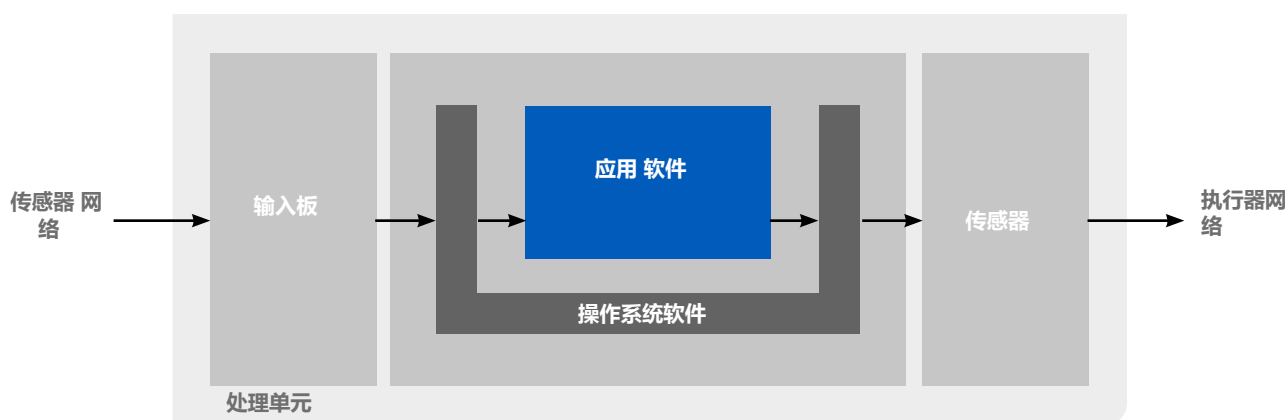 传感器 网
络
输入板
应用 软件
操作系统软件
传感器
执行器网
络
处理单元